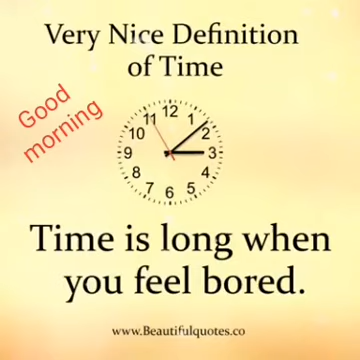 Very Nice Definition
of Time
Good
morning
12
1
2
3
4
5
6
7
8
9
10
11
Time is long when
you feel bored.
www.Beautifulquotes.co